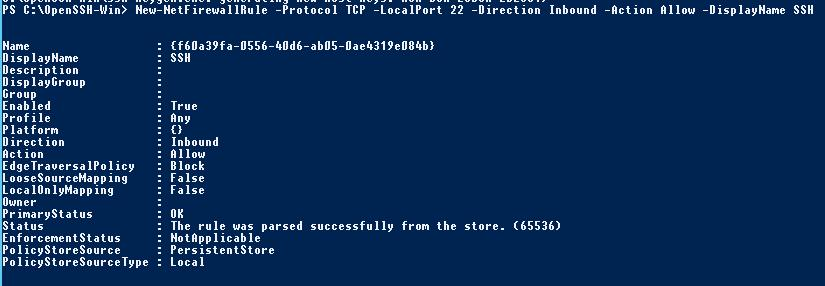 PS C:\OpenSSH-Win> New-NetFirewallRule -Protocol TCP -LocalPort 22 -Direction Inbound -Action Allow -DisplayName SSH
Name : {f60a39fa-0556-40d6-ab05-0ae4319e084b}
DisplayName : SSH
Description :
DisplayGroup :
Group :
Enabled : True
Profile : Any
Platform : {}
Direction : Inbound
Action : Allow
EdgeTraversalPolicy : Block
LooseSourceMapping : False
LocalOnlyMapping : False
Owner :
PrimaryStatus : OK
Status : The rule was parsed successfully from the store. (65536)
EnforcementStatus : NotApplicable
PolicyStoreSource : PersistentStore
PolicyStoreSourceType : Local